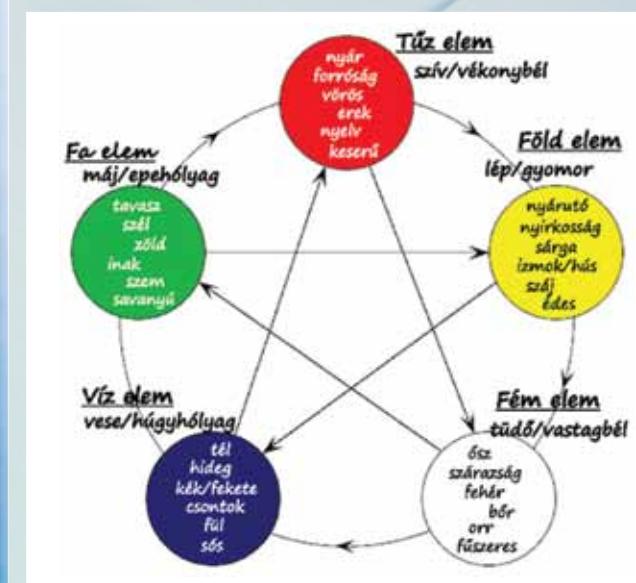 Tűz elem
szív/vékonybél
nyár
forróság
vörös
erek
nyelv
keserű
Föld elem
lép/gyomor
nyárutó
nyirkosság
sárga
izmok/hús
száj
édes
Fém elem
tüdő/vastagbél
ősz
szárazság
fehér
bőr
orr
fűszeres
Víz elem
vese/húgyhólyag
tél
hideg
kék/fekete
csontok
fül
sós
Fa elem
máj/epehólyag
tavasz
szél
zöld
inak
szem
savanyú